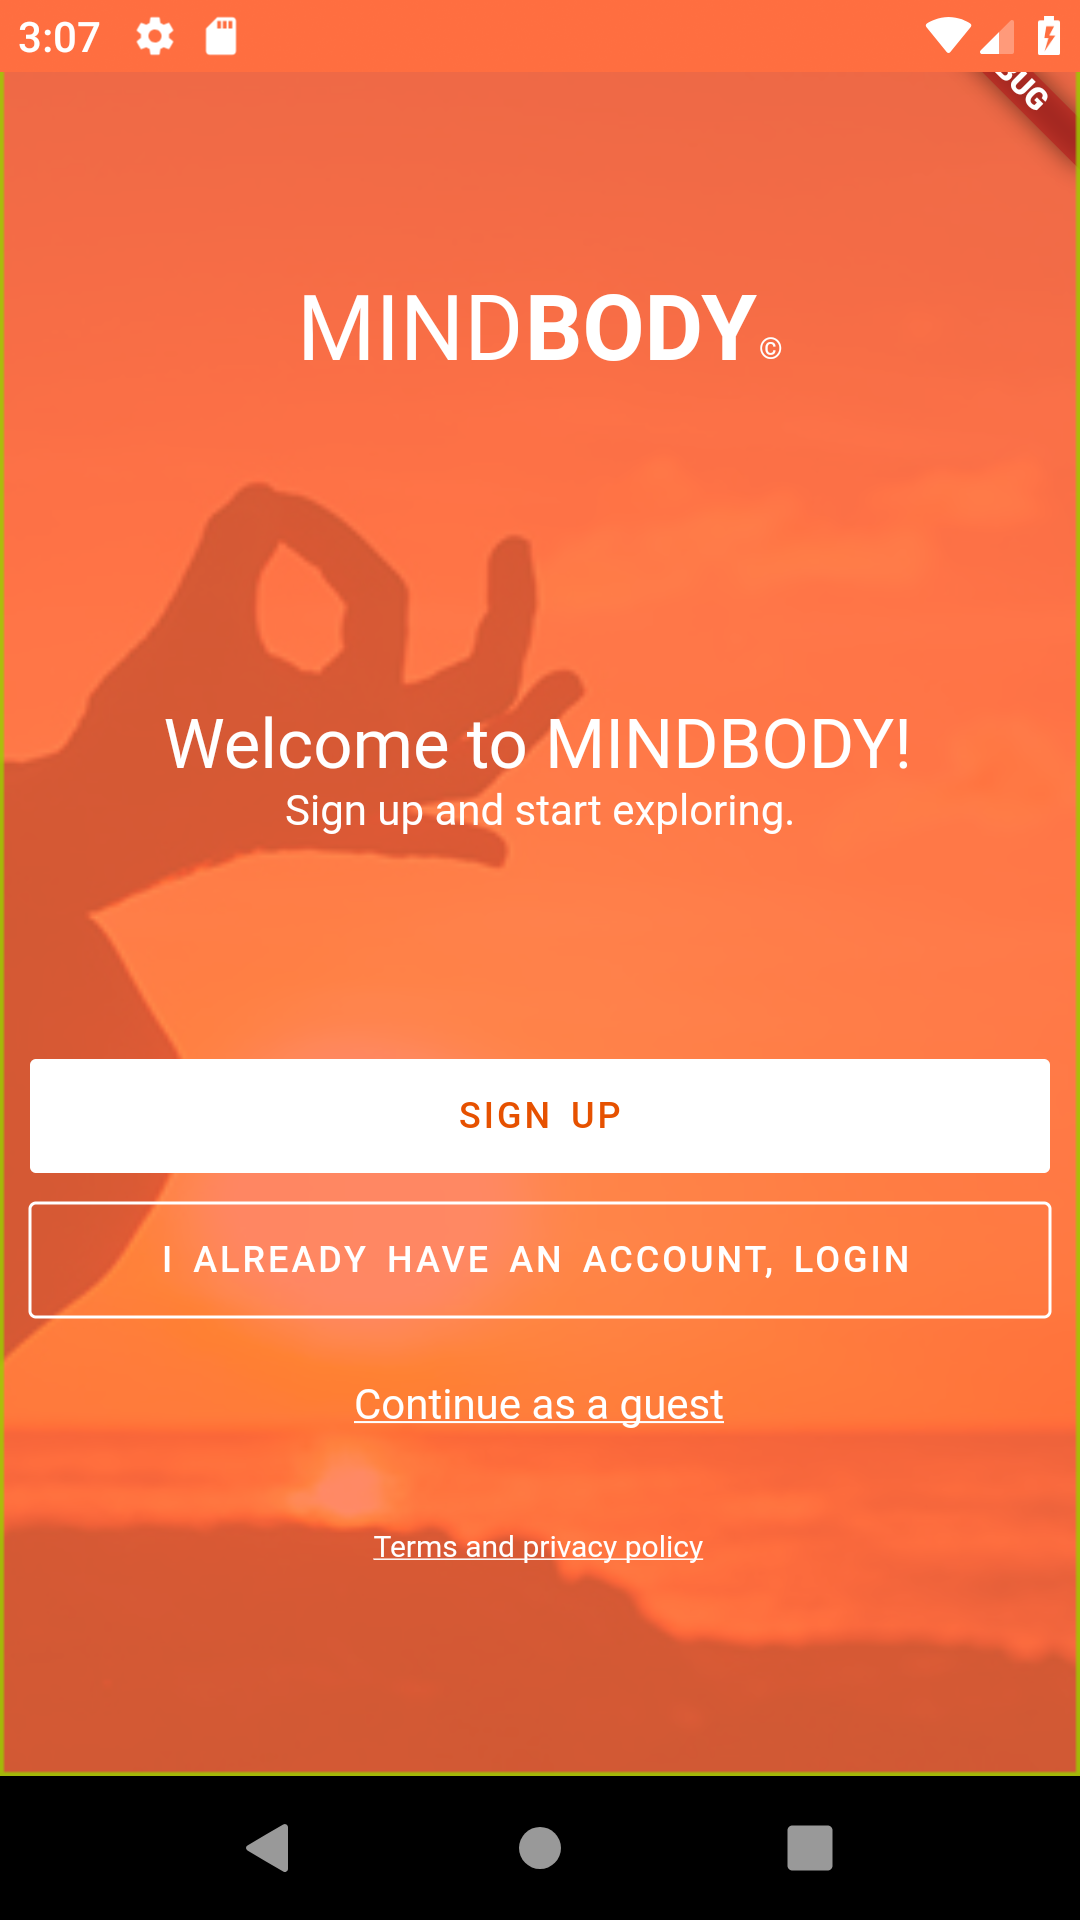 3:07
BUG
MINDBODY©
Welcome to MINDBODY!
Sign up and start exploring.
SIGN UP
I ALREADY HAVE AN ACCOUNT, LOGIN
Continue as a guest
Terms and privacy policy